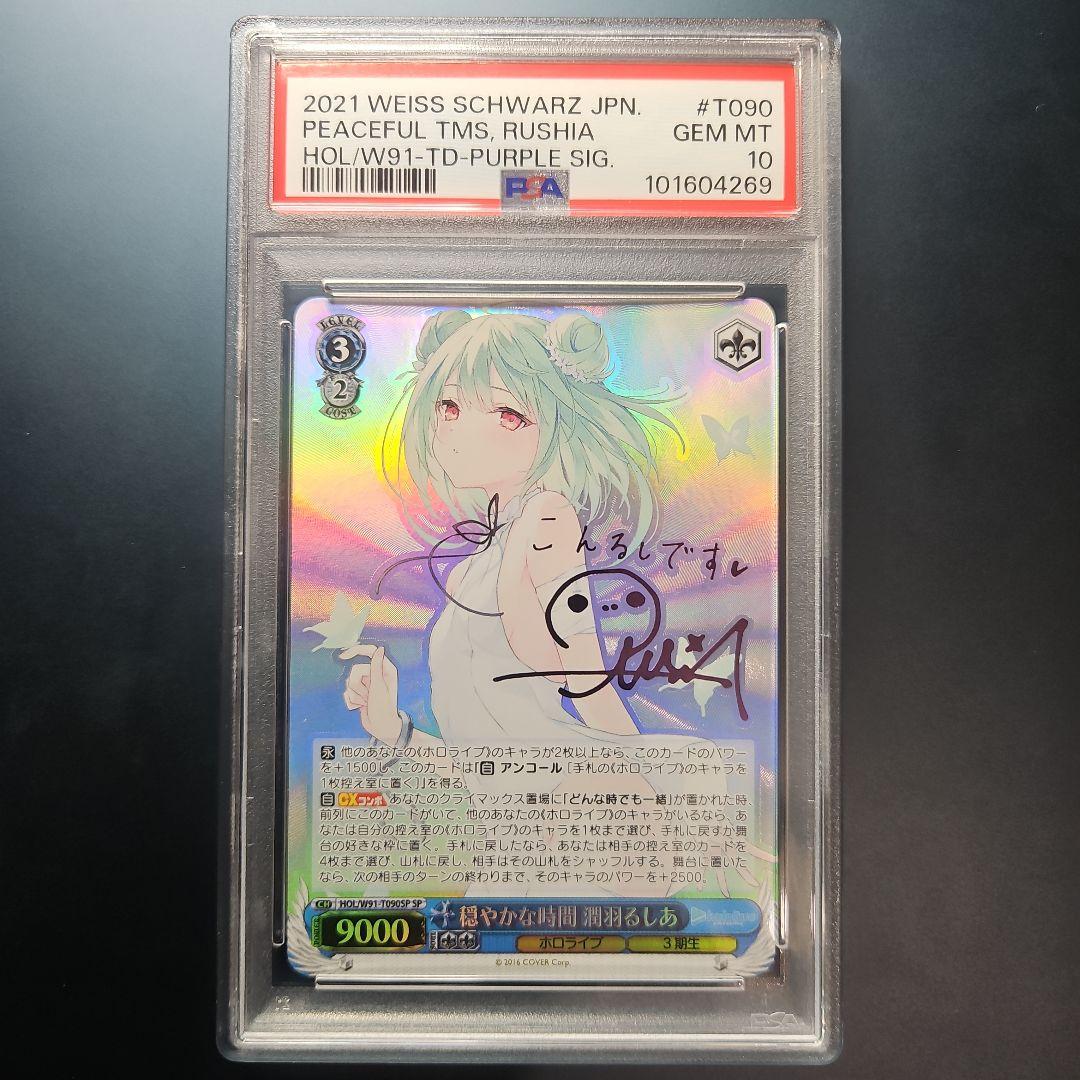 2021 WEISS SCHWARZ JPN. #T090
PEACEFUL TMS, RUSHIA GEM MT
HOL/W91-TD-PURPLE SIG. 10
PSA 101604269
LEVEL
3
2
COST
こんるしです
Rushia
永 他のあなたの《ホロライブ》のキャラが2枚以上なら、このカードのパワー
を+1500し、このカードは『自 アンコール [手札の《ホロライブ》のキャラを
1枚控え室に置く]』を得る。
自 CXコンボ あなたのクライマックス置場に「どんな時でも一緒」が置かれた時、
前列にこのカードがいて、他のあなたの《ホロライブ》のキャラがいるなら、あ
なたは自分の控え室の《ホロライブ》のキャラを1枚まで選び、手札に戻すか舞
台の好きな枠に置く。手札に戻したなら、あなたは相手の控え室のカードを
4枚まで選び、山札に戻し、相手はその山札をシャッフルする。舞台に置いた
なら、次の相手のターンの終わりまで、そのキャラのパワーを+2500。
CH HOL/W91-T090SP SP
POWER 9000 穏やかな時間 潤羽るしあ hololive
ホロライブ 3期生
© 2016 COVER Corp.
PSA